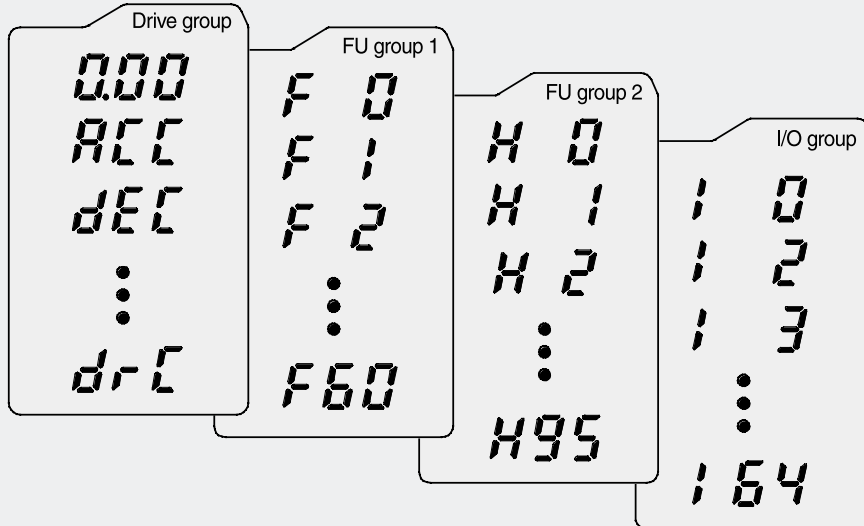 Drive group
0.00
ACC
dEC
drC
FU group 1
F 0
F 1
F 2
F60
FU group 2
H 0
H 1
H 2
H95
I/O group
I 0
I 2
I 3
I 64